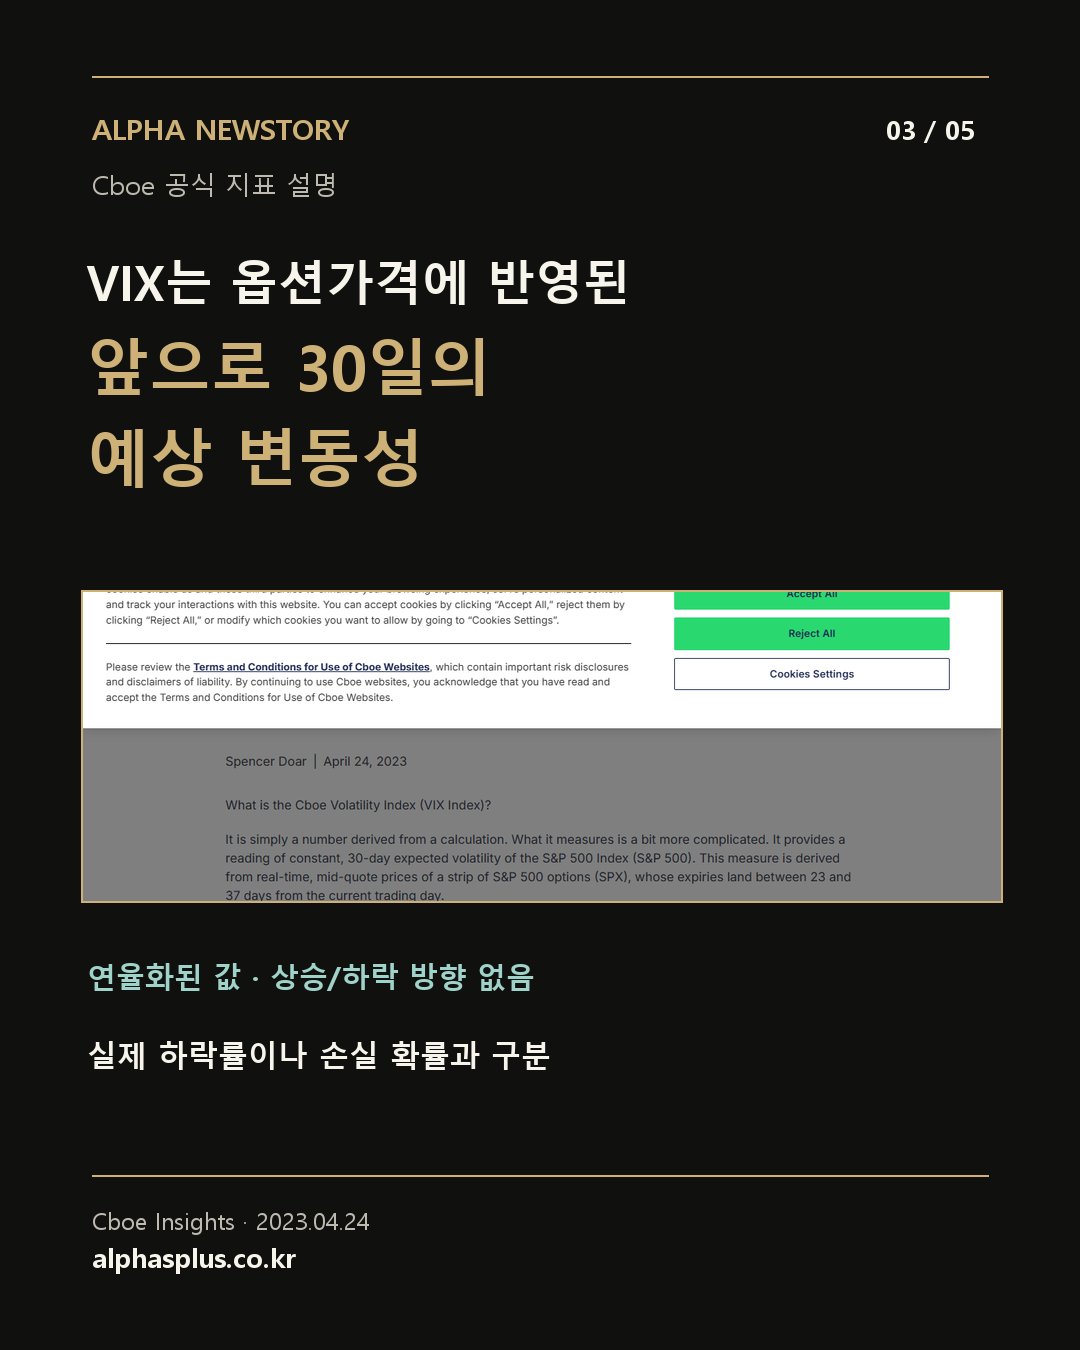 ALPHA NEWSTORY
03 / 05
Cboe 공식 지표 설명
VIX는 옵션가격에 반영된
앞으로 30일의
예상 변동성
and track your interactions with this website. You can accept cookies by clicking “Accept All,” reject them by
clicking “Reject All,” or modify which cookies you want to allow by going to “Cookies Settings”.
Please review the Terms and Conditions for Use of Cboe Websites, which contain important risk disclosures
and disclaimers of liability. By continuing to use Cboe websites, you acknowledge that you have read and
accept the Terms and Conditions for Use of Cboe Websites.
Accept All
Reject All
Cookies Settings
Spencer Doar | April 24, 2023
What is the Cboe Volatility Index (VIX Index)?
It is simply a number derived from a calculation. What it measures is a bit more complicated. It provides a
reading of constant, 30-day expected volatility of the S&P 500 Index (S&P 500). This measure is derived
from real-time, mid-quote prices of a strip of S&P 500 options (SPX), whose expiries land between 23 and
37 days from the current trading day.
연율화된 값 · 상승/하락 방향 없음
실제 하락률이나 손실 확률과 구분
Cboe Insights · 2023.04.24
alphasplus.co.kr